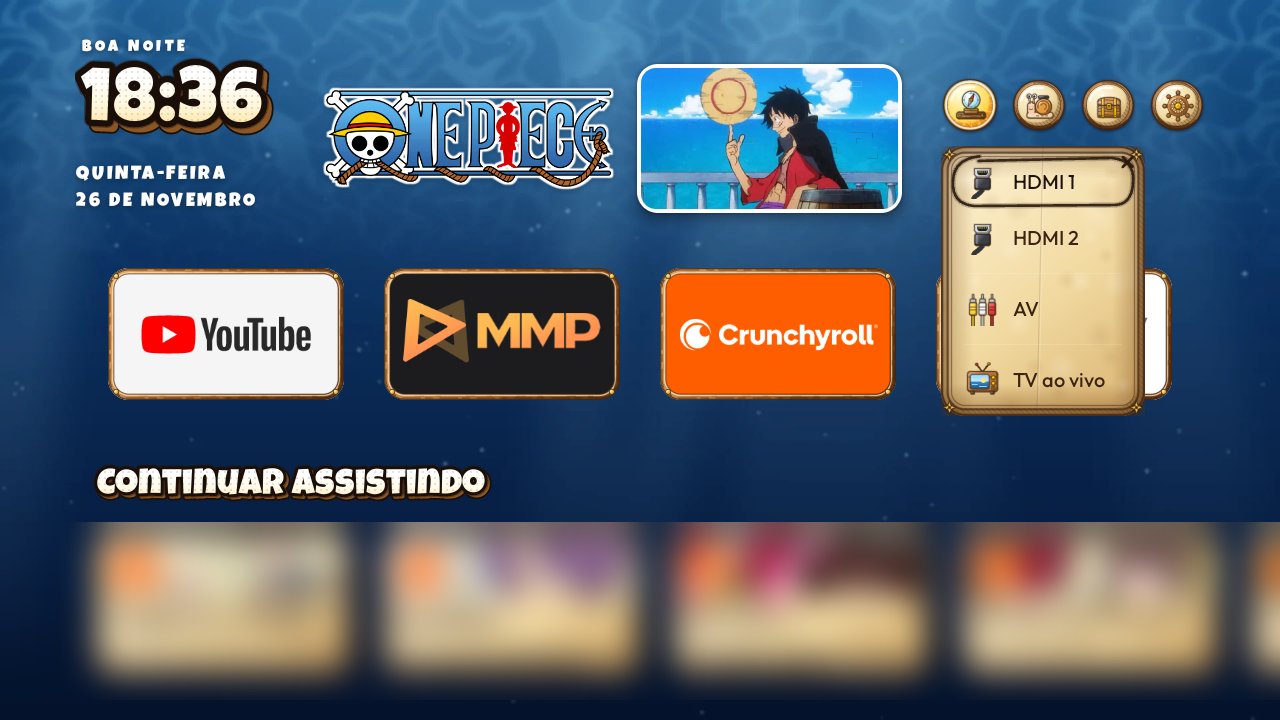 BOA NOITE
18:36
QUINTA-FEIRA
26 DE NOVEMBRO
ONE PIECE
HDMI 1
HDMI 2
AV
TV ao vivo
YouTube
MMP
Crunchyroll
CONTINUAR ASSISTINDO